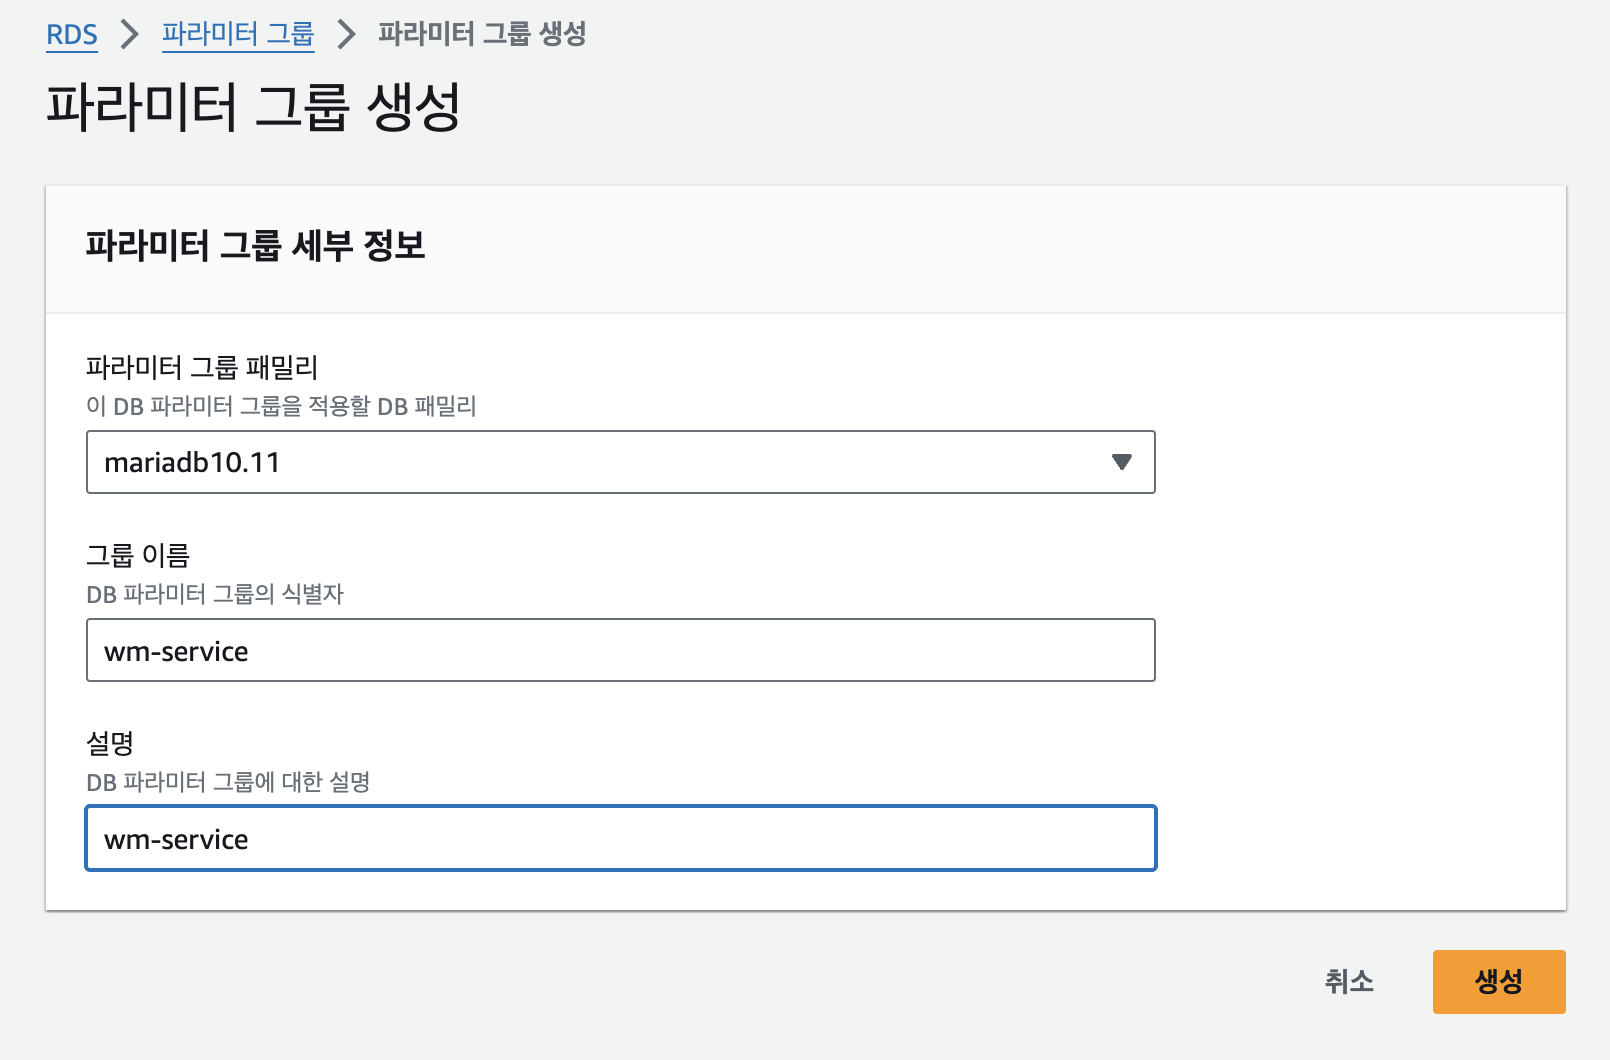 RDS > 파라미터 그룹 > 파라미터 그룹 생성
파라미터 그룹 생성
파라미터 그룹 세부 정보
파라미터 그룹 패밀리
이 DB 파라미터 그룹을 적용할 DB 패밀리
mariadb10.11
그룹 이름
DB 파라미터 그룹의 식별자
wm-service
설명
DB 파라미터 그룹에 대한 설명
wm-service
취소 생성